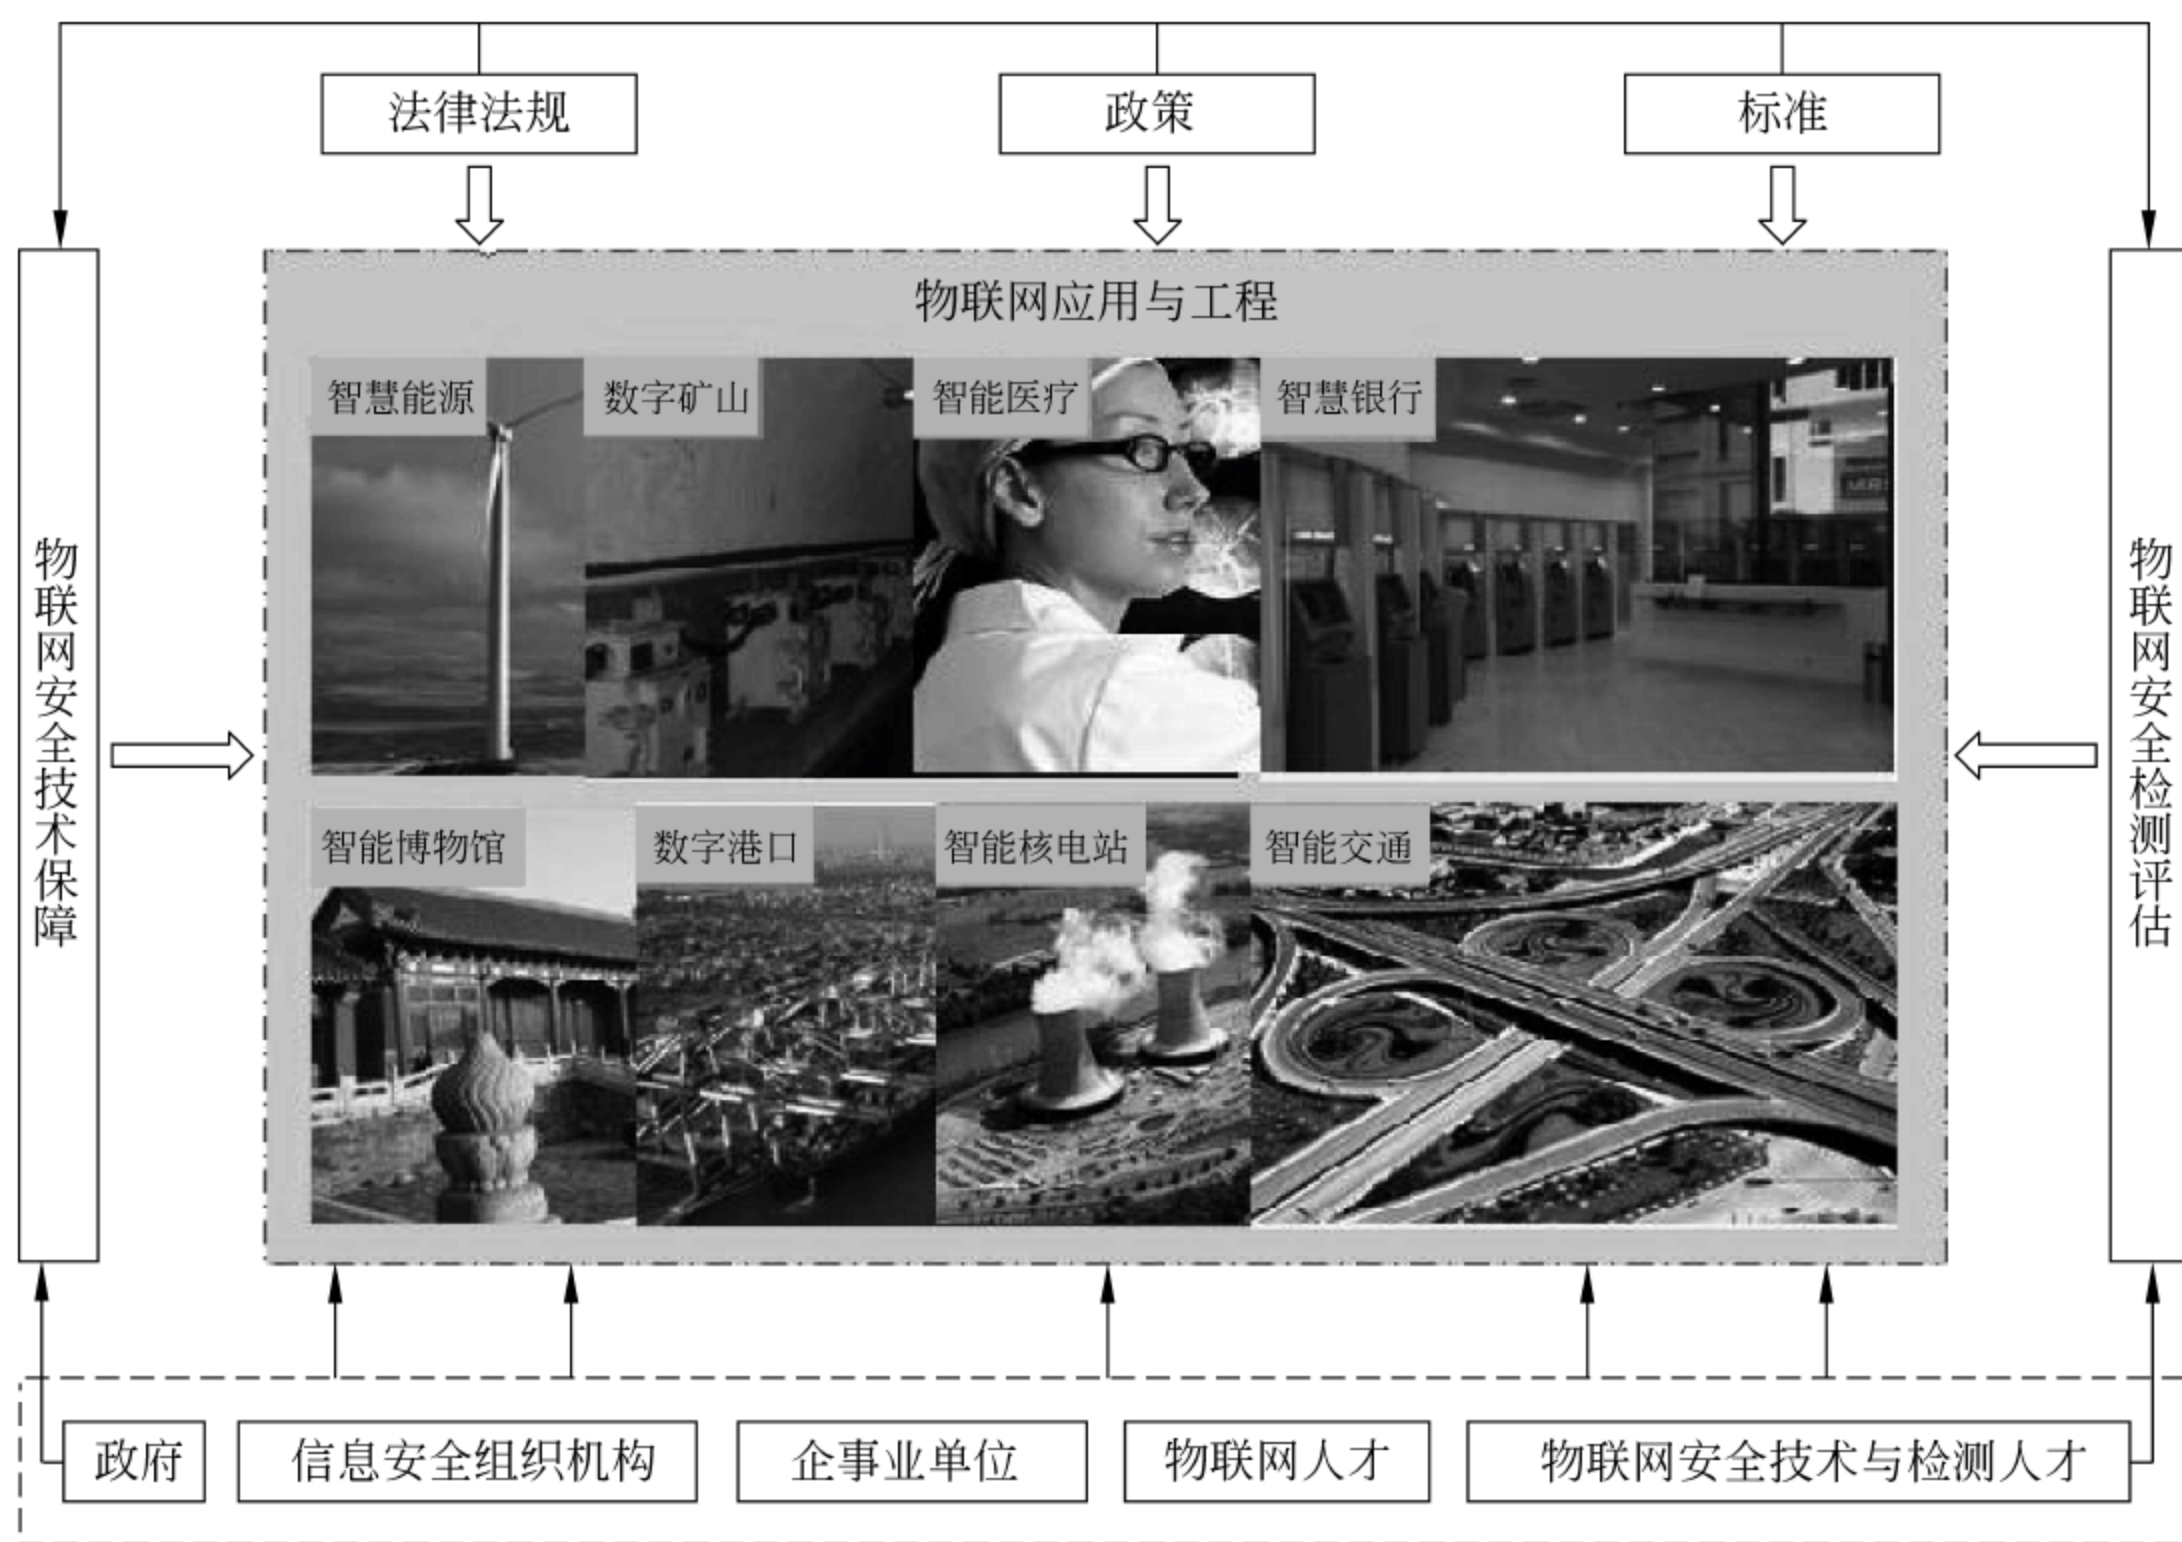 法律法规
政策
标准
物联网应用与工程
智慧能源
数字矿山
智能医疗
智慧银行
物联网安全技术保障
物联网安全检测评估
智能博物馆
数字港口
智能核电站
智能交通
政府
信息安全组织机构
企事业单位
物联网人才
物联网安全技术与检测人才